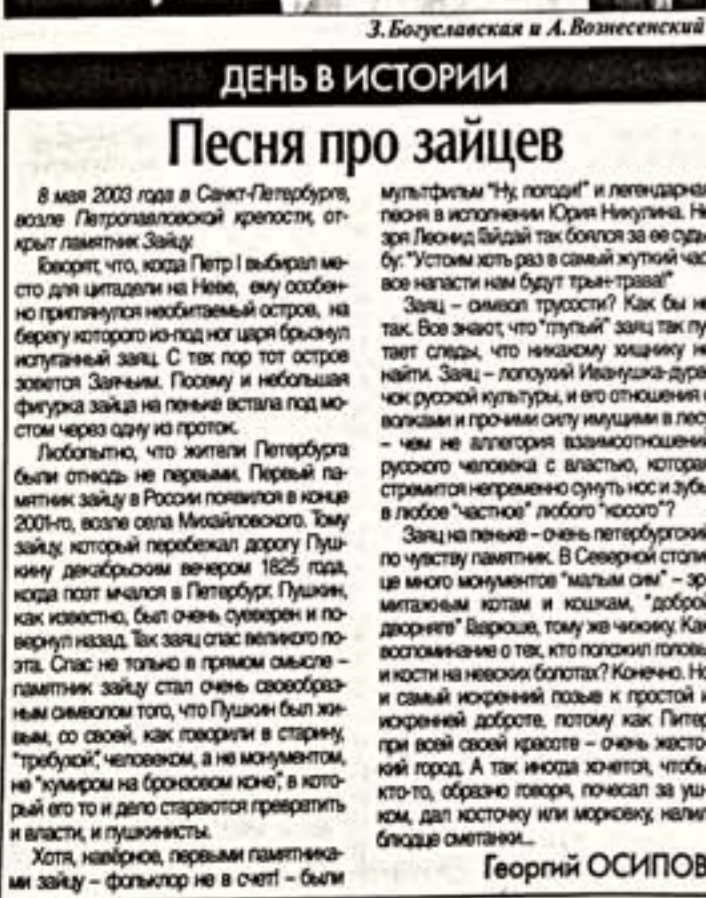 З. Богуславская и А. Вознесенский
ДЕНЬ В ИСТОРИИ
Песня про зайцев
8 мая 2003 года в Санкт-Петербурге,
возле Петропавловской крепости, от-
крыт памятник Зайцу.
Говорят, что, когда Петр I выбирал ме-
сто для цитадели на Неве, ему особен-
но приглянулся необитаемый остров, на
берегу которого из-под ног царя брызнул
испуганный заяц. С тех пор тот остров
зовется Заячьим. Посему и небольшая
фигурка зайца на пеньке встала под мо-
стом через одну из проток.
Любопытно, что жители Петербурга
были отнюдь не первыми. Первый па-
мятник зайцу в России появился в конце
2001-го, возле села Михайловского. Тому
зайцу, который перебежал дорогу Пуш-
кину декабрьским вечером 1825 года,
когда поэт мчался в Петербург. Пушкин,
как известно, был очень суеверен и по-
вернул назад. Так заяц спас великого по-
эта. Спас не только в прямом смысле –
памятник зайцу стал очень своеобраз-
ным символом того, что Пушкин был жи-
вым, со своей, как говорили в старину,
"требухой", человеком, а не монументом,
не "кумиром на бронзовом коне", в кото-
рый его то и дело стараются превратить
и власти, и пушкинисты.
Хотя, наверное, первыми памятника-
ми зайцу – фольклор не в счет! – были
мультфильм "Ну, погоди!" и легендарная
песня в исполнении Юрия Никулина. Не
зря Леонид Гайдай так боялся за ее судь-
бу: "Устоим хоть раз в самый жуткий час,
все напасти нам будут трын-трава!"
Заяц – символ трусости? Как бы не
так. Все знают, что "глупый" заяц так пу-
тает следы, что никакому хищнику не
найти. Заяц – лопоухий Иванушка-дура-
чок русской культуры, и его отношения с
волками и прочими силу имущими в лесу
– чем не аллегория взаимоотношений
русского человека с властью, которая
стремится непременно сунуть нос и зубы
в любое "частное" любого "косого"?
Заяц на пеньке – очень петербургский
по чувству памятник. В Северной столи-
це много монументов "малым сим" – эр-
митажным котам и кошкам, "доброй
дворняге" Варюше, тому же чижику. Как
воспоминание о тех, кто положил головы
и кости на невских болотах? Конечно. Но
и самый искренний позыв к простой и
искренней доброте, потому как Питер
при всей своей красоте – очень жесто-
кий город. А так иногда хочется, чтобы
кто-то, образно говоря, почесал за уш-
ком, дал косточку или морковку, налил
блюдце сметанки...
Георгий ОСИПОВ